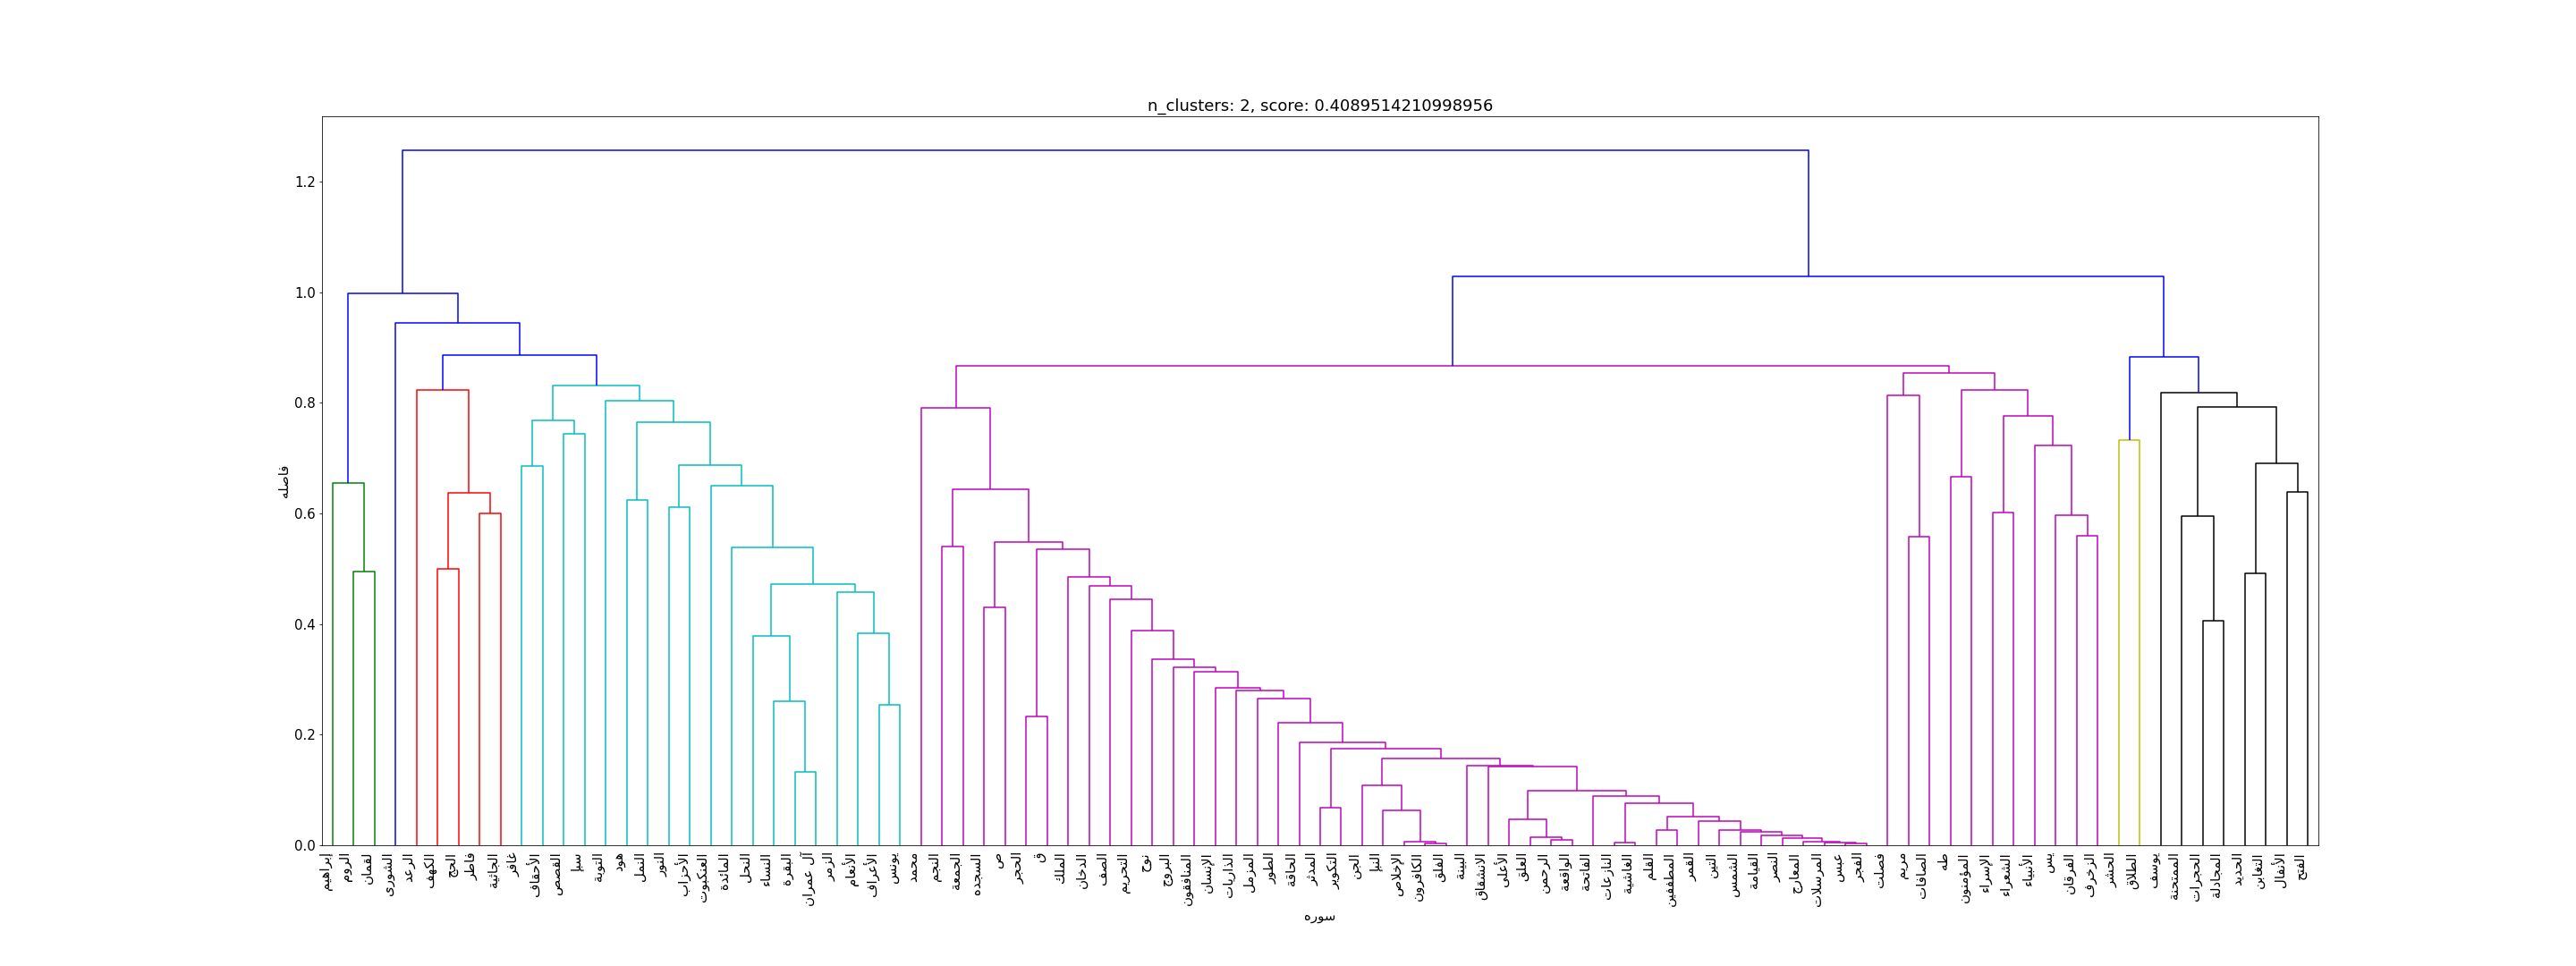 n_clusters: 2, score: 0.4089514210998956
1.2
1.0
0.8
0.6
0.4
0.2
0.0
فاصله
إبراهيم
الروم
لقمان
الشورى
الرعد
الكهف
الحج
فاطر
الجاثية
غافر
الأحقاف
القصص
سبإ
التوبة
هود
النمل
النور
الأحزاب
العنكبوت
المائدة
النحل
النساء
البقرة
آل عمران
الزمر
الأنعام
الأعراف
يونس
محمد
النجم
الجمعة
السجده
ص
الحجر
ق
الملك
الدخان
الصف
التحريم
نوح
البروج
المنافقون
الإنسان
الذاريات
المزمل
الطور
الحاقة
المدثر
التكوير
الجن
النبإ
الإخلاص
الكافرون
الفلق
البينة
الانشقاق
الأعلى
العلق
الرحمن
الواقعة
الفاتحة
النازعات
الغاشية
القلم
المطففين
القمر
التين
الشمس
القيامة
النصر
المعارج
المرسلات
عبس
الفجر
فصلت
مريم
الصافات
طه
المؤمنون
الإسراء
الشعراء
الأنبياء
يس
الفرقان
الزخرف
الحشر
الطلاق
يوسف
الممتحنة
الحجرات
المجادلة
الحديد
التغابن
الأنفال
الفتح
سوره